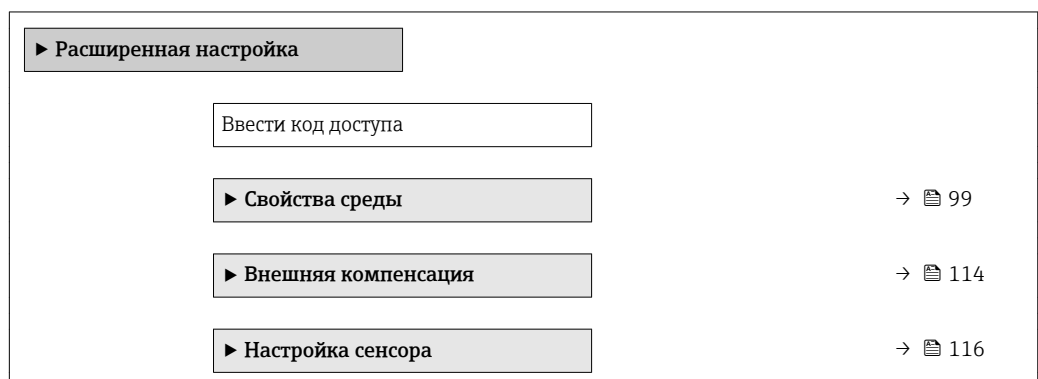 ► Расширенная настройка
Ввести код доступа
► Свойства среды → 99
► Внешняя компенсация → 114
► Настройка сенсора → 116